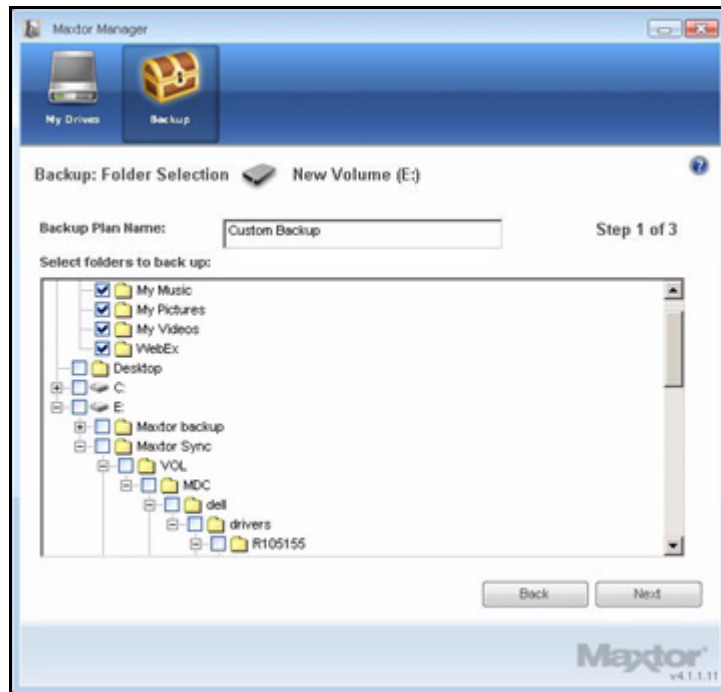 Maxtor Manager
My Drives
Backup
Backup: Folder Selection New Volume (E:)
Backup Plan Name: Custom Backup Step 1 of 3
Select folders to back up:
My Music
My Pictures
My Videos
WebEx
Desktop
C:
E:
Maxtor backup
Maxtor Sync
VOL
MDC
dell
drivers
R105155
Back Next
Maxtor
v4.1.1.11